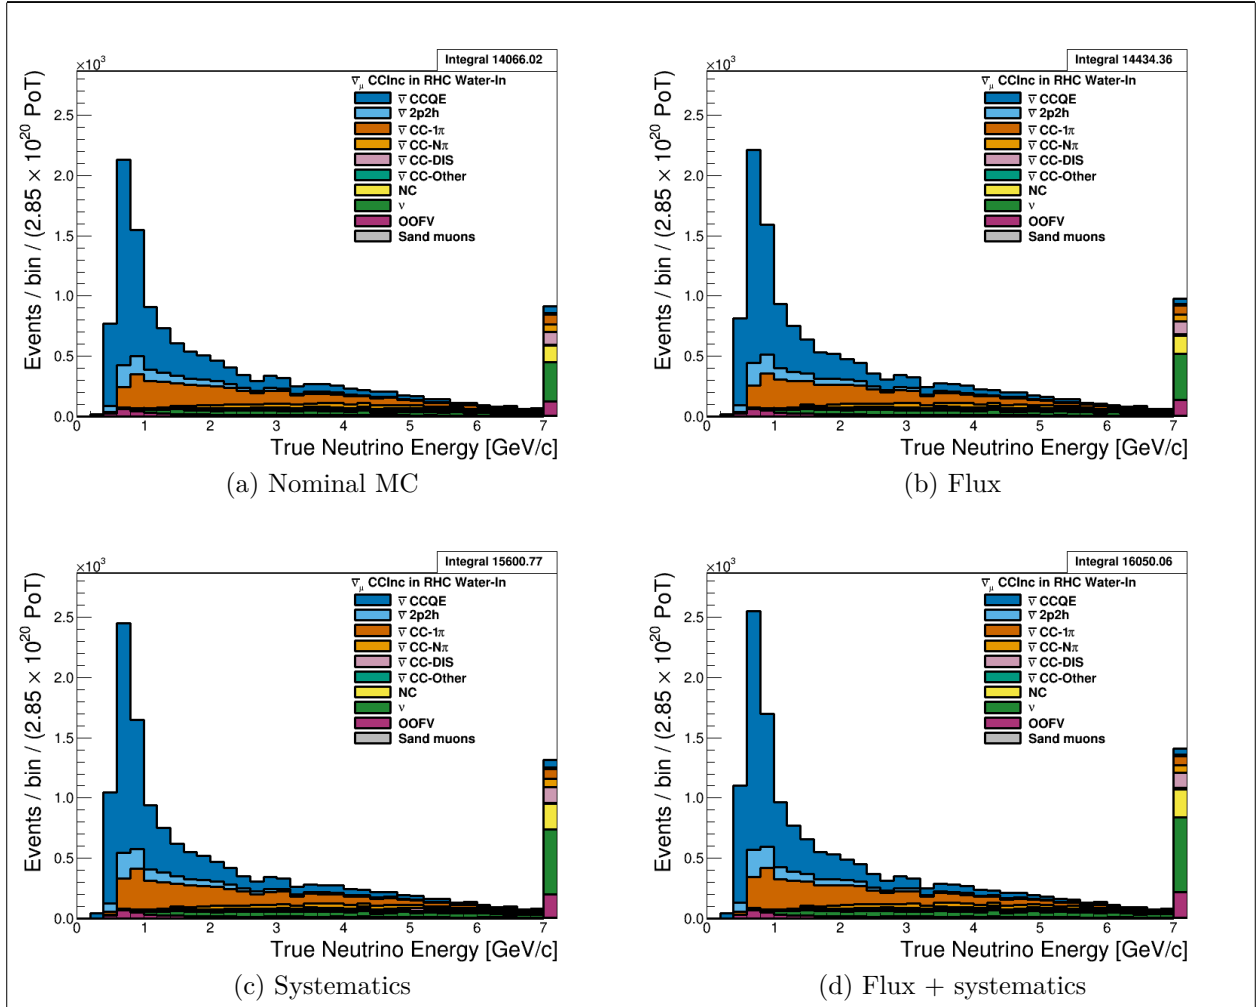 ×10³
Integral 14066.02
Events / bin / (2.85 × 10²⁰ PoT)
ν̅μ CCInc in RHC Water-In
ν̅ CCQE
ν̅ 2p2h
ν̅ CC-1π
ν̅ CC-Nπ
ν̅ CC-DIS
ν̅ CC-Other
NC
ν
OOFV
Sand muons
2.5
2.0
1.5
1.0
0.5
0.0
0 1 2 3 4 5 6 7
True Neutrino Energy [GeV/c]
(a) Nominal MC
×10³
Integral 14434.36
Events / bin / (2.85 × 10²⁰ PoT)
ν̅μ CCInc in RHC Water-In
ν̅ CCQE
ν̅ 2p2h
ν̅ CC-1π
ν̅ CC-Nπ
ν̅ CC-DIS
ν̅ CC-Other
NC
ν
OOFV
Sand muons
2.5
2.0
1.5
1.0
0.5
0.0
0 1 2 3 4 5 6 7
True Neutrino Energy [GeV/c]
(b) Flux
×10³
Integral 15600.77
Events / bin / (2.85 × 10²⁰ PoT)
ν̅μ CCInc in RHC Water-In
ν̅ CCQE
ν̅ 2p2h
ν̅ CC-1π
ν̅ CC-Nπ
ν̅ CC-DIS
ν̅ CC-Other
NC
ν
OOFV
Sand muons
2.5
2.0
1.5
1.0
0.5
0.0
0 1 2 3 4 5 6 7
True Neutrino Energy [GeV/c]
(c) Systematics
×10³
Integral 16050.06
Events / bin / (2.85 × 10²⁰ PoT)
ν̅μ CCInc in RHC Water-In
ν̅ CCQE
ν̅ 2p2h
ν̅ CC-1π
ν̅ CC-Nπ
ν̅ CC-DIS
ν̅ CC-Other
NC
ν
OOFV
Sand muons
2.5
2.0
1.5
1.0
0.5
0.0
0 1 2 3 4 5 6 7
True Neutrino Energy [GeV/c]
(d) Flux + systematics